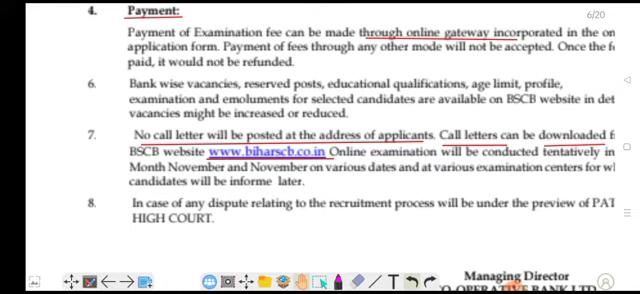 4. Payment:
6/20
Payment of Examination fee can be made through online gateway incorporated in the on
application form. Payment of fees through any other mode will not be accepted. Once the fe
paid, it would not be refunded.
6. Bank wise vacancies, reserved posts, educational qualifications, age limit, profile,
examination and emoluments for selected candidates are available on BSCB website in det
vacancies might be increased or reduced.
7. No call letter will be posted at the address of applicants. Call letters can be downloaded f
BSCB website www.biharscb.co.in Online examination will be conducted tentatively in
Month November and November on various dates and at various examination centers for wh
candidates will be informe later.
8. In case of any dispute relating to the recruitment process will be under the preview of PAT
HIGH COURT.
Managing Director
BANK LTD